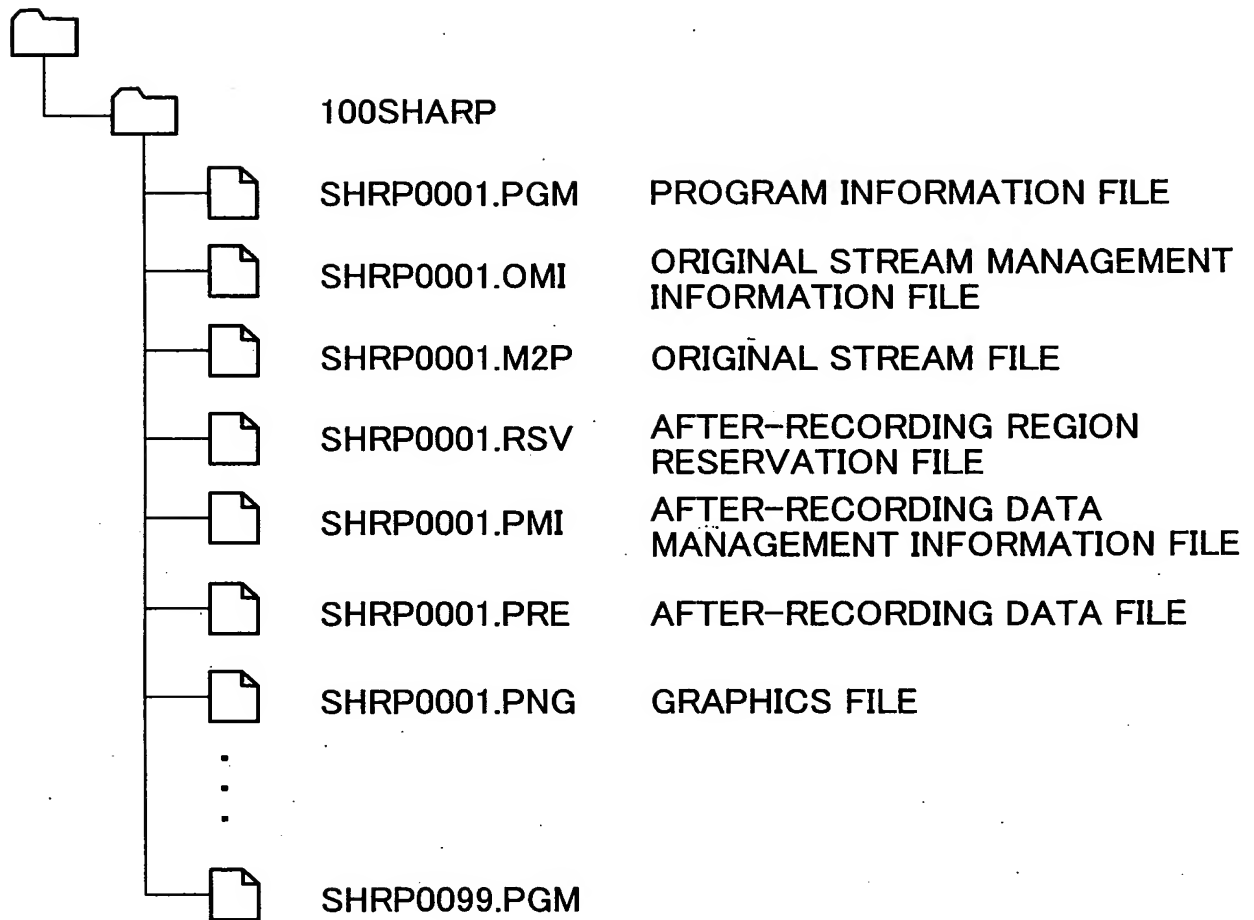 100SHARP
SHRP0001.PGM PROGRAM INFORMATION FILE
SHRP0001.OMI ORIGINAL STREAM MANAGEMENT
INFORMATION FILE
SHRP0001.M2P ORIGINAL STREAM FILE
SHRP0001.RSV AFTER-RECORDING REGION
RESERVATION FILE
SHRP0001.PMI AFTER-RECORDING DATA
MANAGEMENT INFORMATION FILE
SHRP0001.PRE AFTER-RECORDING DATA FILE
SHRP0001.PNG GRAPHICS FILE
SHRP0099.PGM